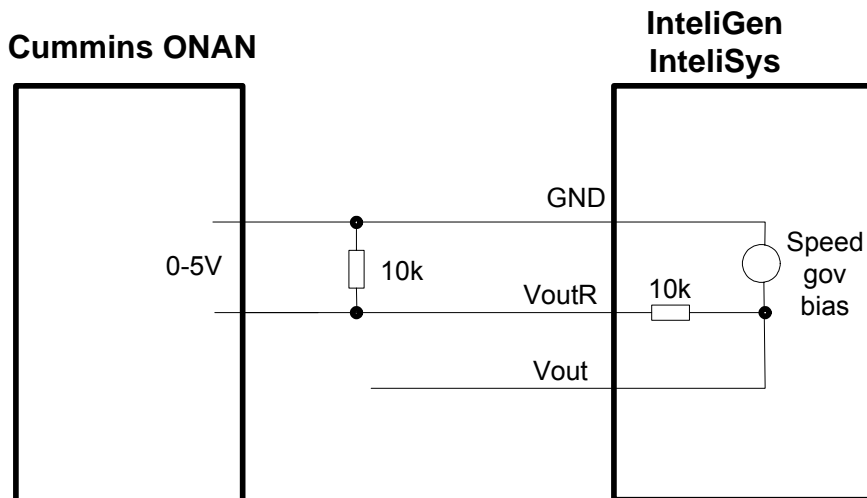 Cummins ONAN
InteliGen
InteliSys
GND
0-5V
10k
VoutR
10k
Speed
gov
bias
Vout